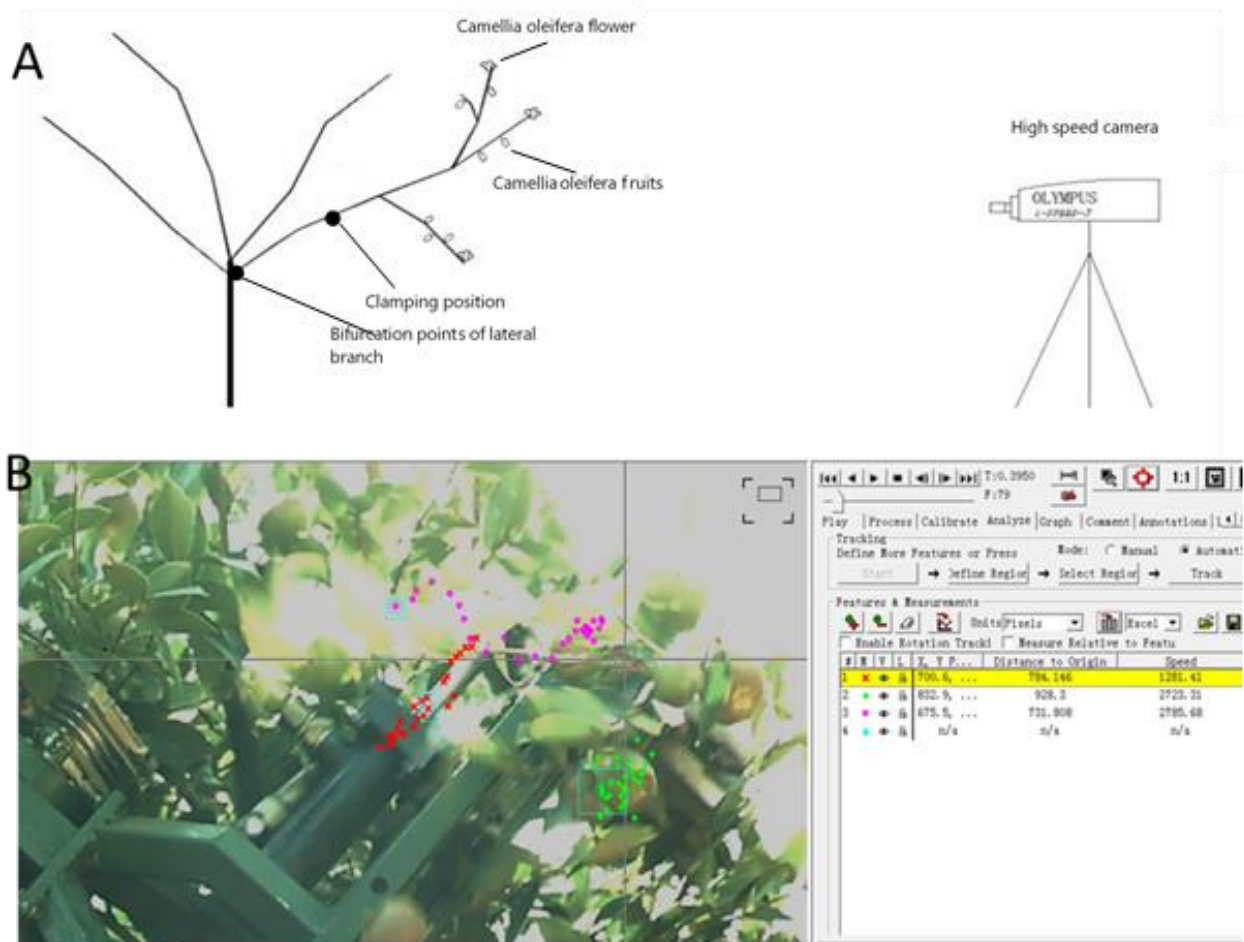 A
Camellia oleifera flower
High speed camera
Camellia oleifera fruits
OLYMPUS
Clamping position
Bifurcation points of lateral
branch
B
T:0.3950
F:79
1:1
Play Process Calibrate Analyze Graph Comment Annotations
Tracking
Define More Features or Press Mode: Manual Automati
Start Define Region Select Region Track
Features & Measurements
Units Pixels Excel
Enable Rotation Tracki Measure Relative to Featu
# M V L X, Y P... Distance to Origin Speed
1 700.6, ... 784.146 1281.41
2 832.9, ... 928.3 2723.31
3 675.5, ... 731.808 2785.68
4 n/a n/a n/a